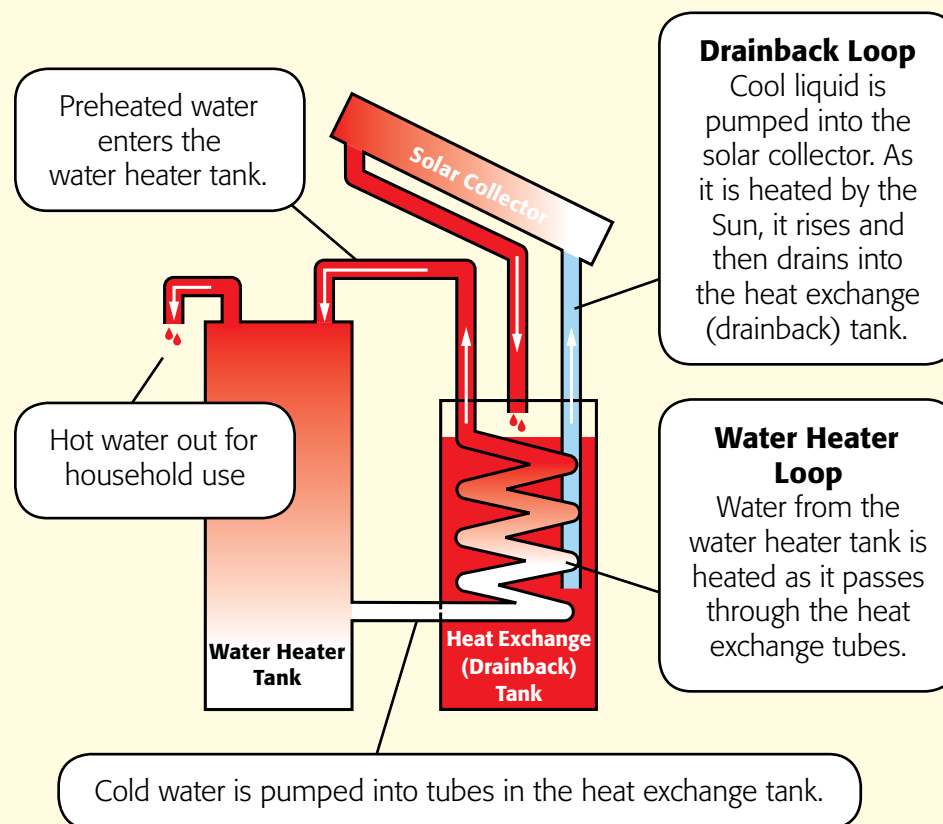 Preheated water
enters the
water heater tank.
Solar Collector
Drainback Loop
Cool liquid is
pumped into the
solar collector. As
it is heated by the
Sun, it rises and
then drains into
the heat exchange
(drainback) tank.
Hot water out for
household use
Water Heater
Loop
Water from the
water heater tank is
heated as it passes
through the heat
exchange tubes.
Water Heater
Tank
Heat Exchange
(Drainback)
Tank
Cold water is pumped into tubes in the heat exchange tank.